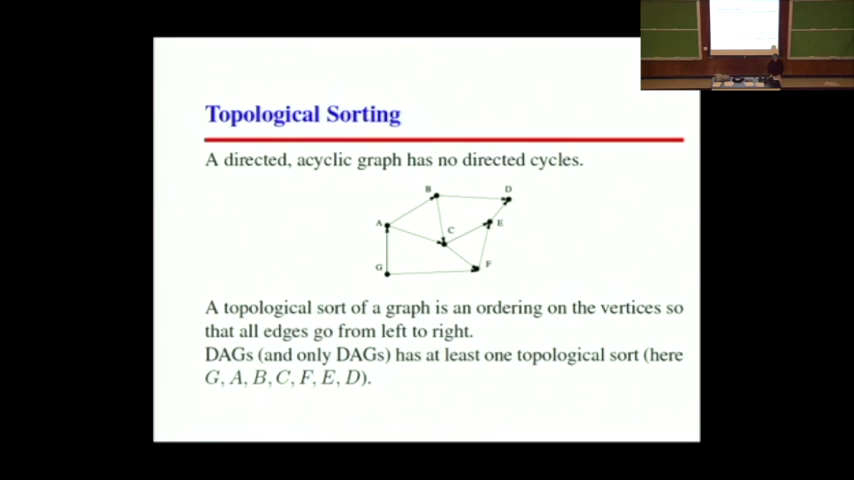 Topological Sorting
A directed, acyclic graph has no directed cycles.
B
D
A
C
E
G
F
A topological sort of a graph is an ordering on the vertices so
that all edges go from left to right.
DAGs (and only DAGs) has at least one topological sort (here
G, A, B, C, F, E, D).